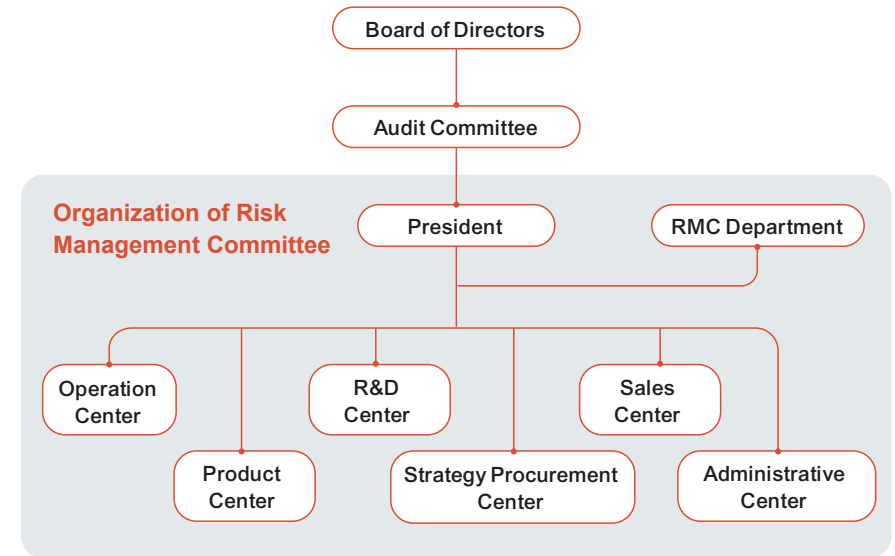 Board of Directors
Audit Committee
Organization of Risk
Management Committee
President
RMC Department
Operation
Center
R&D
Center
Sales
Center
Product
Center
Strategy Procurement
Center
Administrative
Center